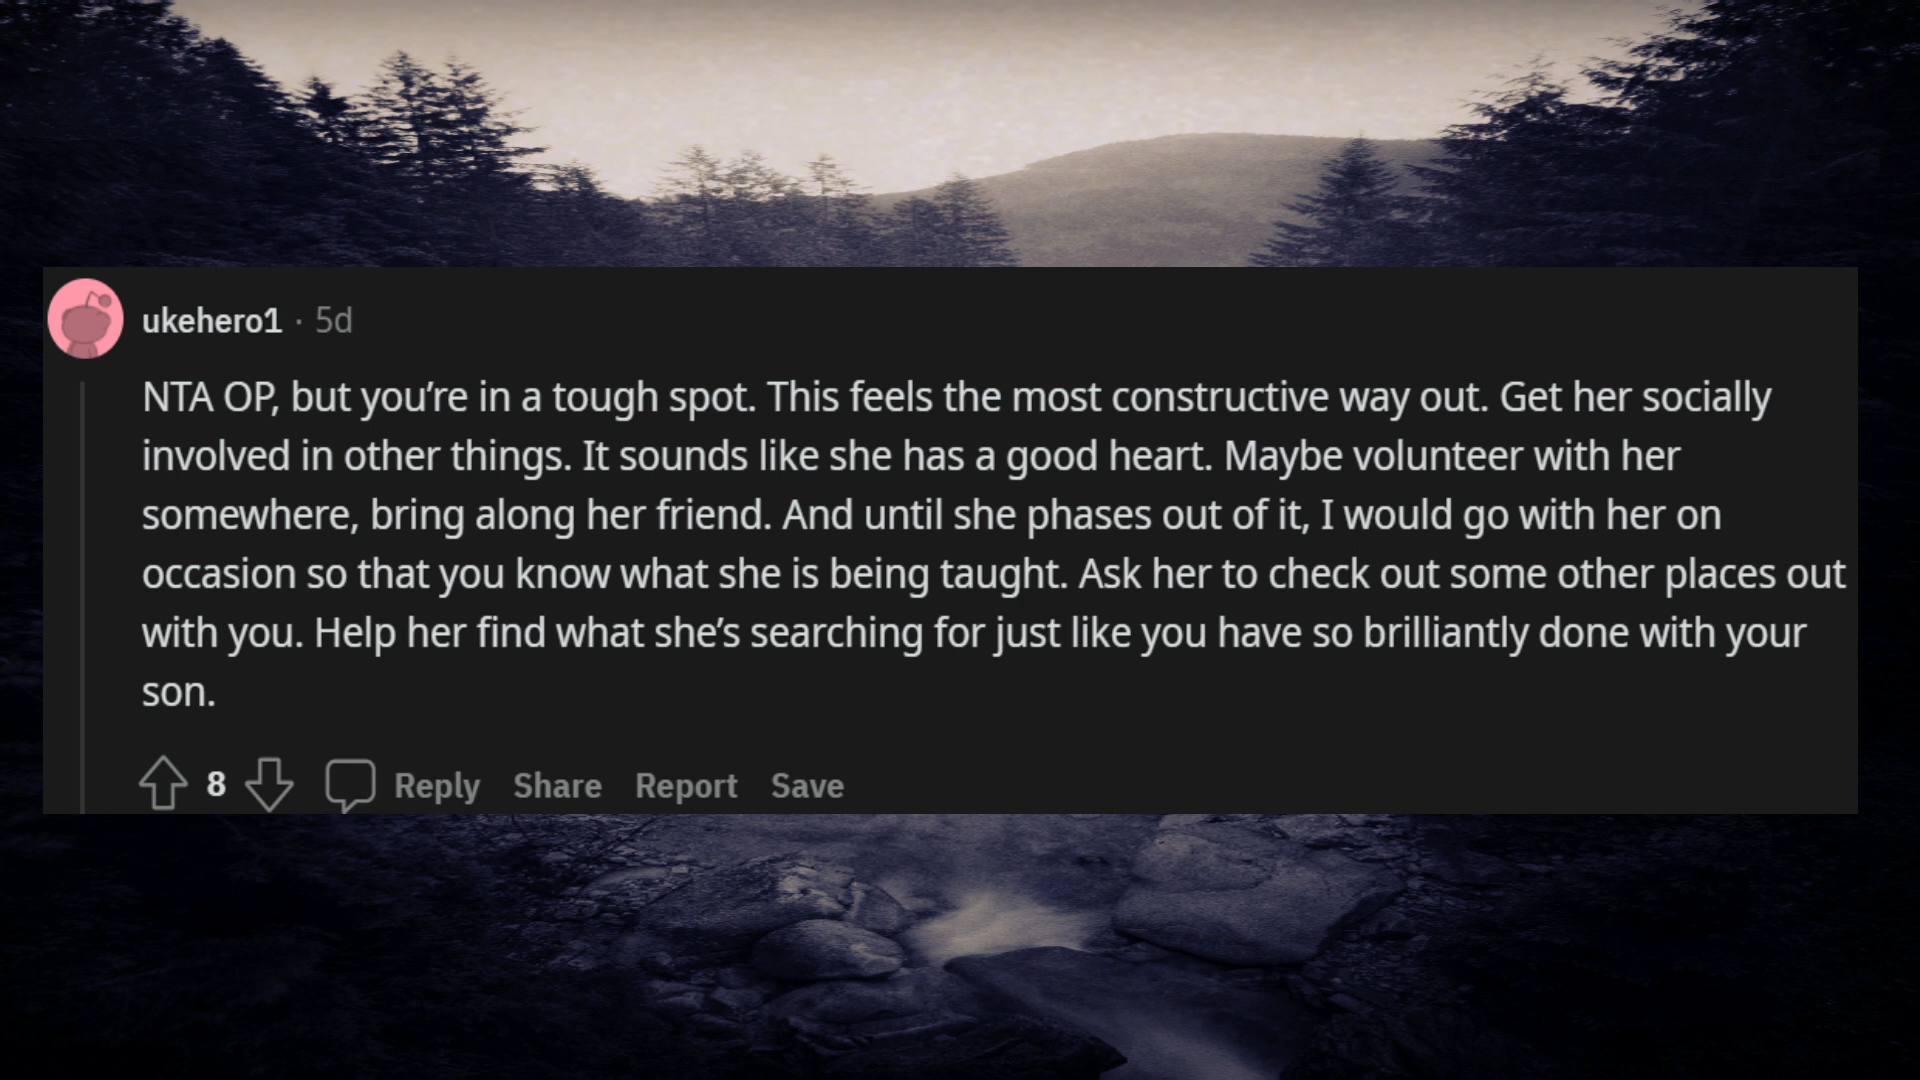 ukehero1 · 5d
NTA OP, but you’re in a tough spot. This feels the most constructive way out. Get her socially
involved in other things. It sounds like she has a good heart. Maybe volunteer with her
somewhere, bring along her friend. And until she phases out of it, I would go with her on
occasion so that you know what she is being taught. Ask her to check out some other places out
with you. Help her find what she’s searching for just like you have so brilliantly done with your
son.
8 Reply Share Report Save